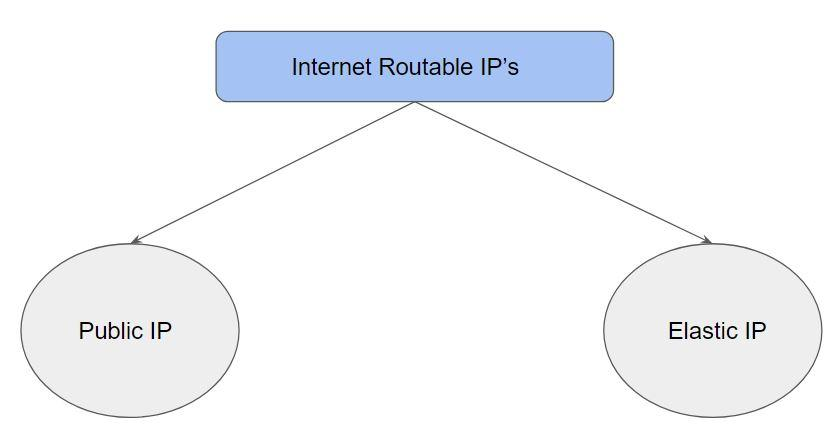 Internet Routable IP’s
Public IP
Elastic IP